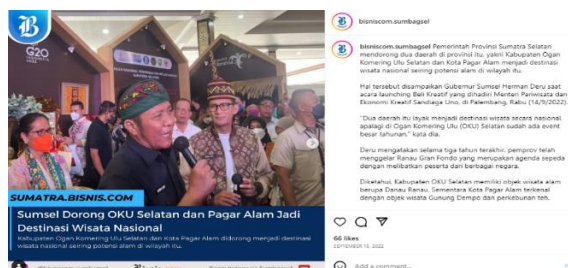 B
G20
SUMATRA.BISNIS.COM
Sumsel Dorong OKU Selatan dan Pagar Alam Jadi
Destinasi Wisata Nasional
Kabupaten Ogan Komering Ulu Selatan dan Kota Pagar Alam didorong menjadi destinasi
wisata nasional seiring potensi alam di wilayah itu.
bisniscom.sumbagsel
bisniscom.sumbagsel Pemerintah Provinsi Sumatra Selatan
mendorong dua daerah di provinsi itu, yakni Kabupaten Ogan
Komering Ulu Selatan dan Kota Pagar Alam menjadi destinasi
wisata nasional seiring potensi alam di wilayah itu.
Hal tersebut disampaikan Gubernur Sumsel Herman Deru saat
acara launching Beli Kreatif yang dihadiri Menteri Pariwisata dan
Ekonomi Kreatif Sandiaga Uno, di Palembang, Rabu (14/9/2022).
"Dua daerah itu layak menjadi destinasi wisata secara nasional,
apalagi di Ogan Komering Ulu (OKU) Selatan sudah ada event
besar tahunan," kata dia.
Deru mengatakan selama tiga tahun terakhir, pemprov telah
menggelar Ranau Gran Fondo yang merupakan agenda sepeda
dengan melibatkan peserta dari berbagai negara.
Diketahui, Kabupaten OKU Selatan memiliki objek wisata alam
berupa Danau Ranau. Sementara Kota Pagar Alam terkenal
dengan objek wisata Gunung Dempo dan perkebunan teh.
66 likes
SEPTEMBER 15, 2022
Add a comment...